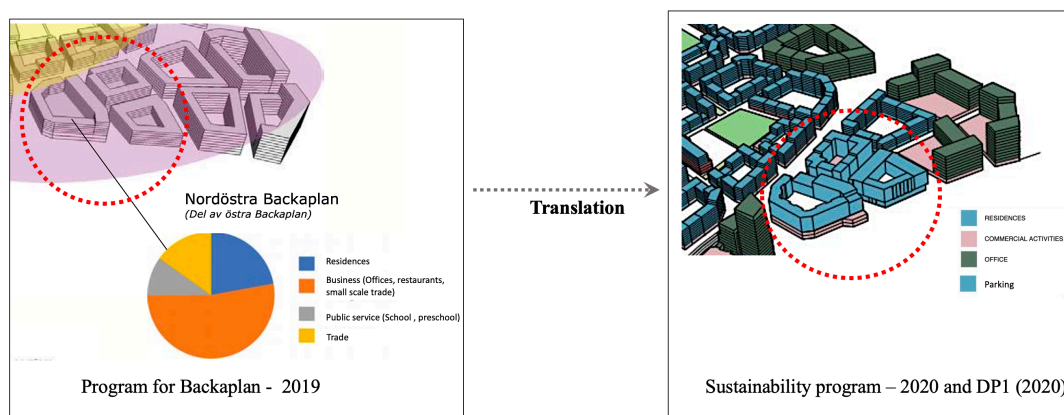 Nordöstra Backaplan
(Del av östra Backaplan)
Residences
Business (Offices, restaurants,
small scale trade)
Public service (School , preschool)
Trade
Program for Backaplan - 2019
Translation
RESIDENCES
COMMERCIAL ACTIVITIES
OFFICE
Parking
Sustainability program – 2020 and DP1 (2020)